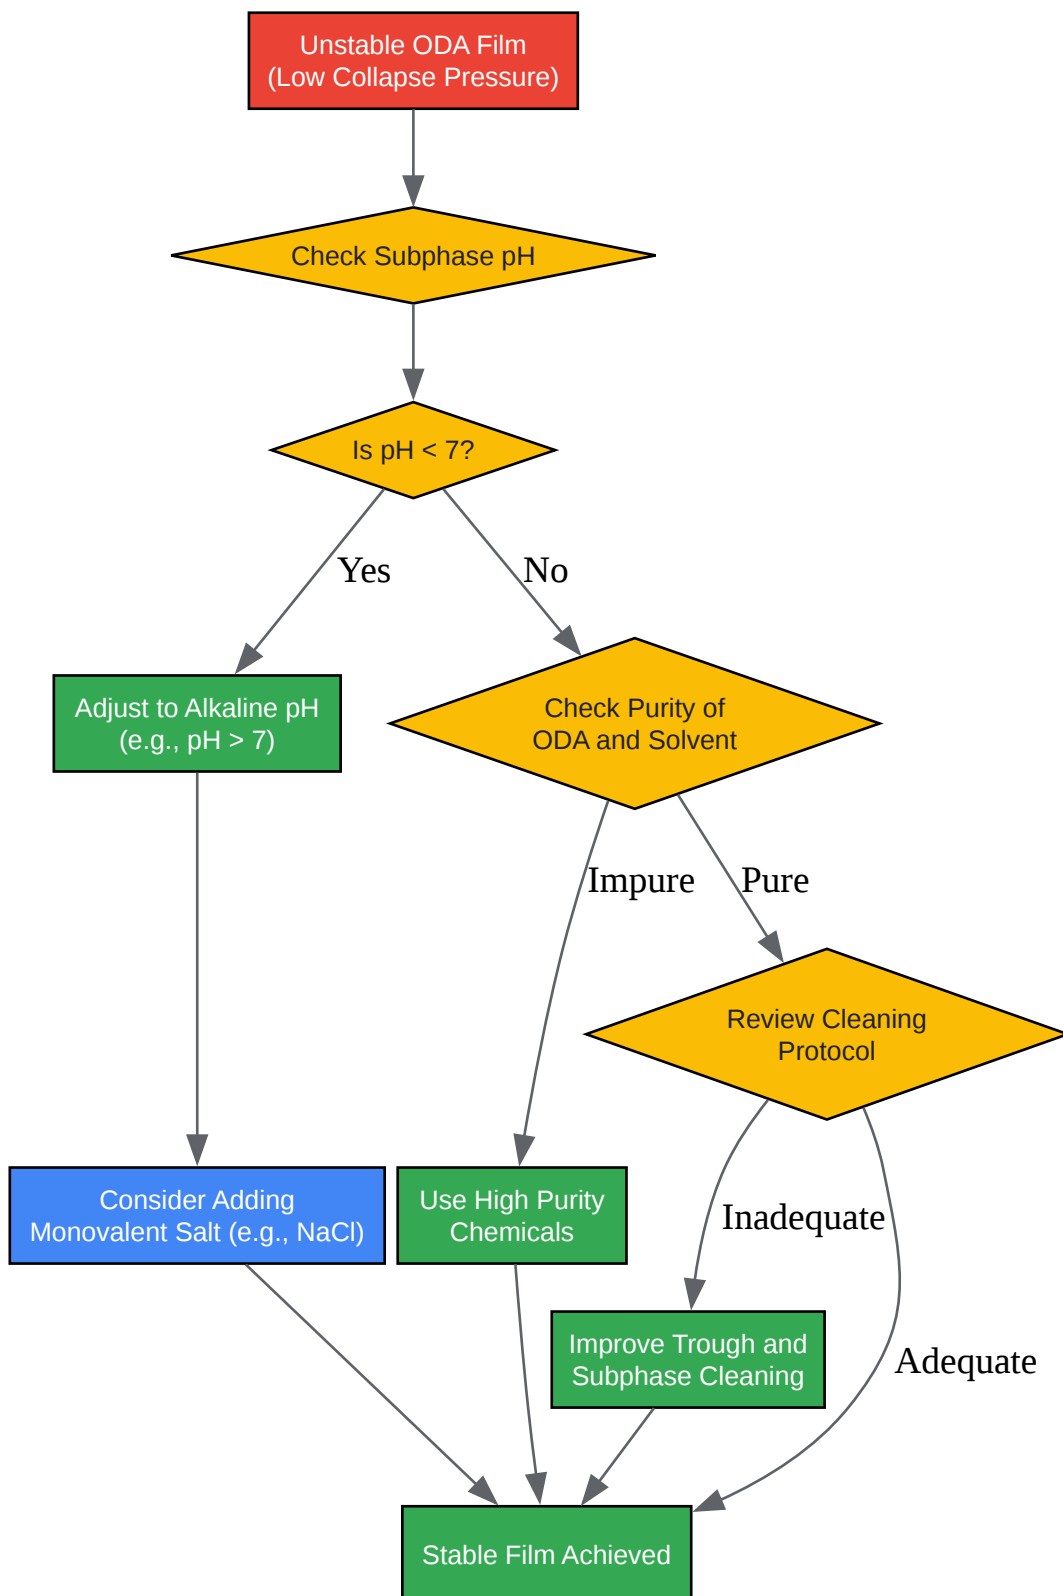 Unstable ODA Film
(Low Collapse Pressure)
Check Subphase pH
Is pH < 7?
Yes
No
Adjust to Alkaline pH
(e.g., pH > 7)
Check Purity of
ODA and Solvent
Impure
Pure
Review Cleaning
Protocol
Consider Adding
Monovalent Salt (e.g., NaCl)
Use High Purity
Chemicals
Inadequate
Improve Trough and
Subphase Cleaning
Adequate
Stable Film Achieved